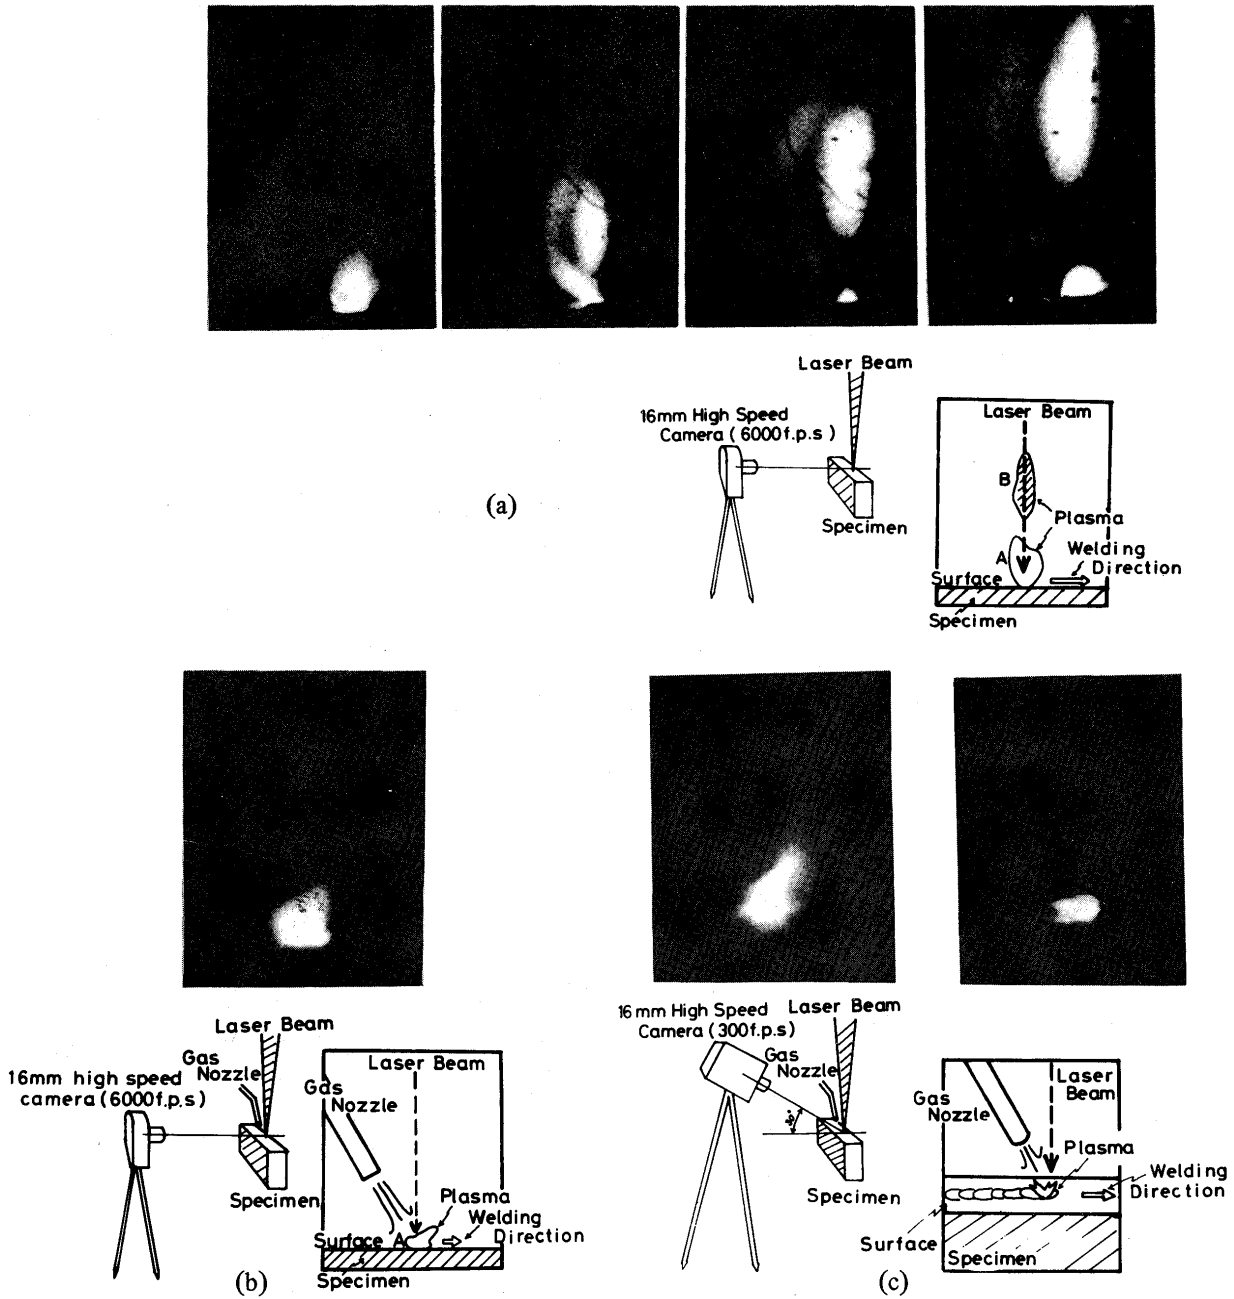 Laser Beam
16mm High Speed
Camera (6000f.p.s)
Specimen
(a)
Laser Beam
B
Plasma
A
Welding
Direction
Surface
Specimen
Laser Beam
Gas
Nozzle
16mm high speed
camera(6000f.p.s)
Specimen
Laser Beam
Gas
Nozzle
Plasma
Welding
Direction
Surface A
Specimen
(b)
16mm High Speed
Camera (300f.p.s)
Laser Beam
Gas
Nozzle
30°
Specimen
(c)
Gas
Nozzle
Laser
Beam
Plasma
Welding
Direction
Surface
Specimen